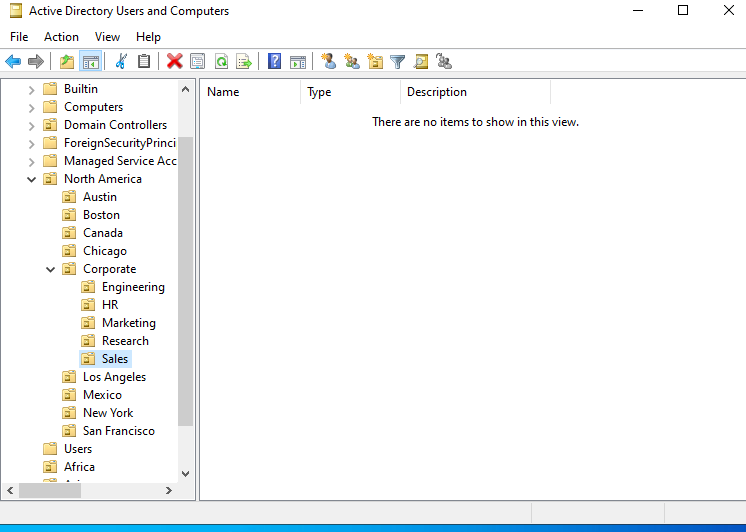 Active Directory Users and Computers
File Action View Help
Builtin
Computers
Domain Controllers
ForeignSecurityPrinci
Managed Service Acc
North America
Austin
Boston
Canada
Chicago
Corporate
Engineering
HR
Marketing
Research
Sales
Los Angeles
Mexico
New York
San Francisco
Users
Africa
Name Type Description
There are no items to show in this view.